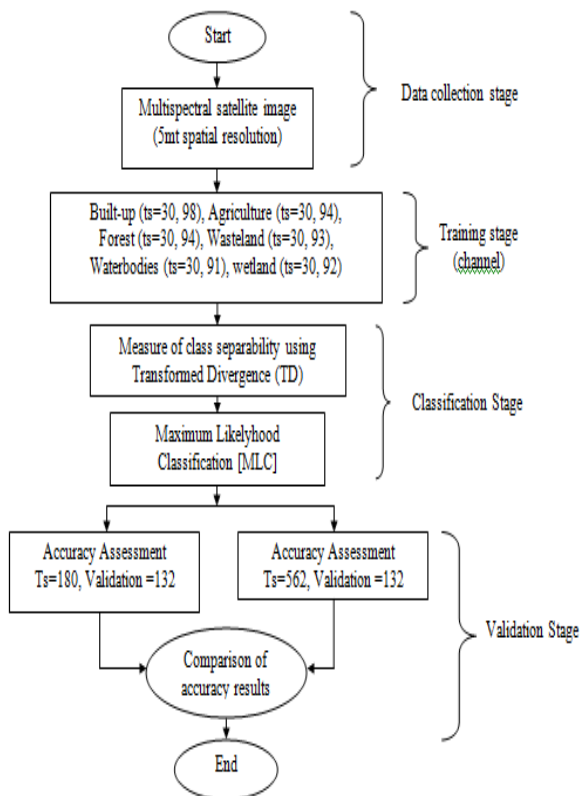 Start
Data collection stage
Multispectral satellite image
(5mt spatial resolution)
Built-up (ts=30, 98), Agriculture (ts=30, 94),
Forest (ts=30, 94), Wasteland (ts=30, 93),
Waterbodies (ts=30, 91), wetland (ts=30, 92)
Training stage
(channel)
Measure of class separability using
Transformed Divergence (TD)
Classification Stage
Maximum Likelyhood
Classification [MLC]
Accuracy Assessment
Ts=180, Validation =132
Accuracy Assessment
Ts=562, Validation =132
Validation Stage
Comparison of
accuracy results
End